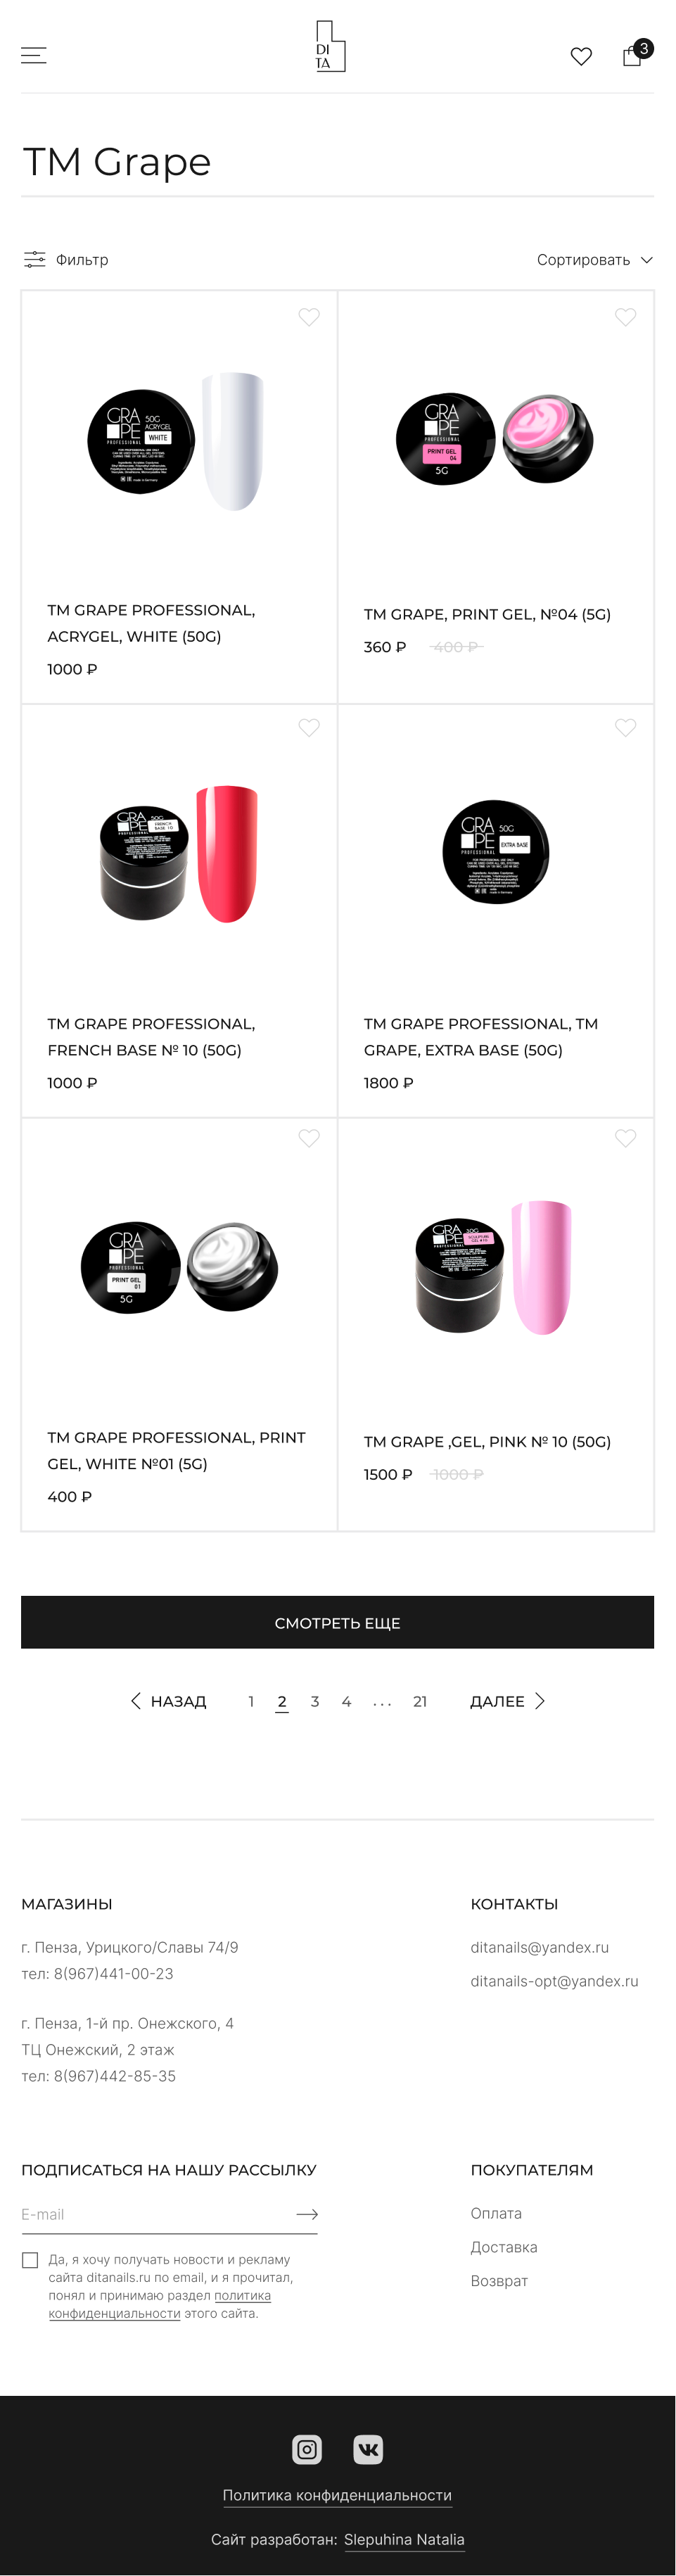 DI
TA
3
TM Grape
Фильтр
Сортировать
GRA
PE
PROFESSIONAL
50G
ACRYGEL
WHITE
GRA
PE
PROFESSIONAL
PRINT GEL
04
5G
TM GRAPE PROFESSIONAL,
ACRYGEL, WHITE (50G)
1000 ₽
TM GRAPE, PRINT GEL, №04 (5G)
360 ₽ 400 ₽
GRA
PE
PROFESSIONAL
GRA
PE
PROFESSIONAL
50G
EXTRA BASE
TM GRAPE PROFESSIONAL,
FRENCH BASE № 10 (50G)
1000 ₽
TM GRAPE PROFESSIONAL, TM
GRAPE, EXTRA BASE (50G)
1800 ₽
GRA
PE
PROFESSIONAL
PRINT GEL
01
5G
GRA
PE
PROFESSIONAL
TM GRAPE PROFESSIONAL, PRINT
GEL, WHITE №01 (5G)
400 ₽
TM GRAPE ,GEL, PINK № 10 (50G)
1500 ₽ 1000 ₽
СМОТРЕТЬ ЕЩЕ
НАЗАД 1 2 3 4 ... 21 ДАЛЕЕ
МАГАЗИНЫ
г. Пенза, Урицкого/Славы 74/9
тел: 8(967)441-00-23
г. Пенза, 1-й пр. Онежского, 4
ТЦ Онежский, 2 этаж
тел: 8(967)442-85-35
КОНТАКТЫ
ditanails@yandex.ru
ditanails-opt@yandex.ru
ПОДПИСАТЬСЯ НА НАШУ РАССЫЛКУ
E-mail
Да, я хочу получать новости и рекламу
сайта ditanails.ru по email, и я прочитал,
понял и принимаю раздел политика
конфиденциальности этого сайта.
ПОКУПАТЕЛЯМ
Оплата
Доставка
Возврат
Политика конфиденциальности
Сайт разработан: Slepuhina Natalia